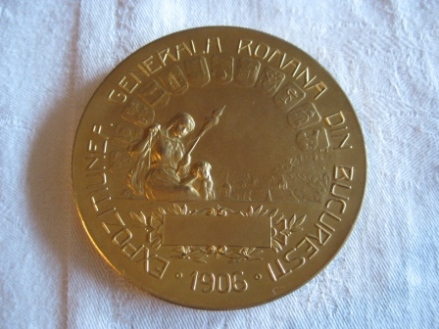 EXPOZITIUNEA GENERALA ROMANA DIN BUCURESTI
· 1906 ·